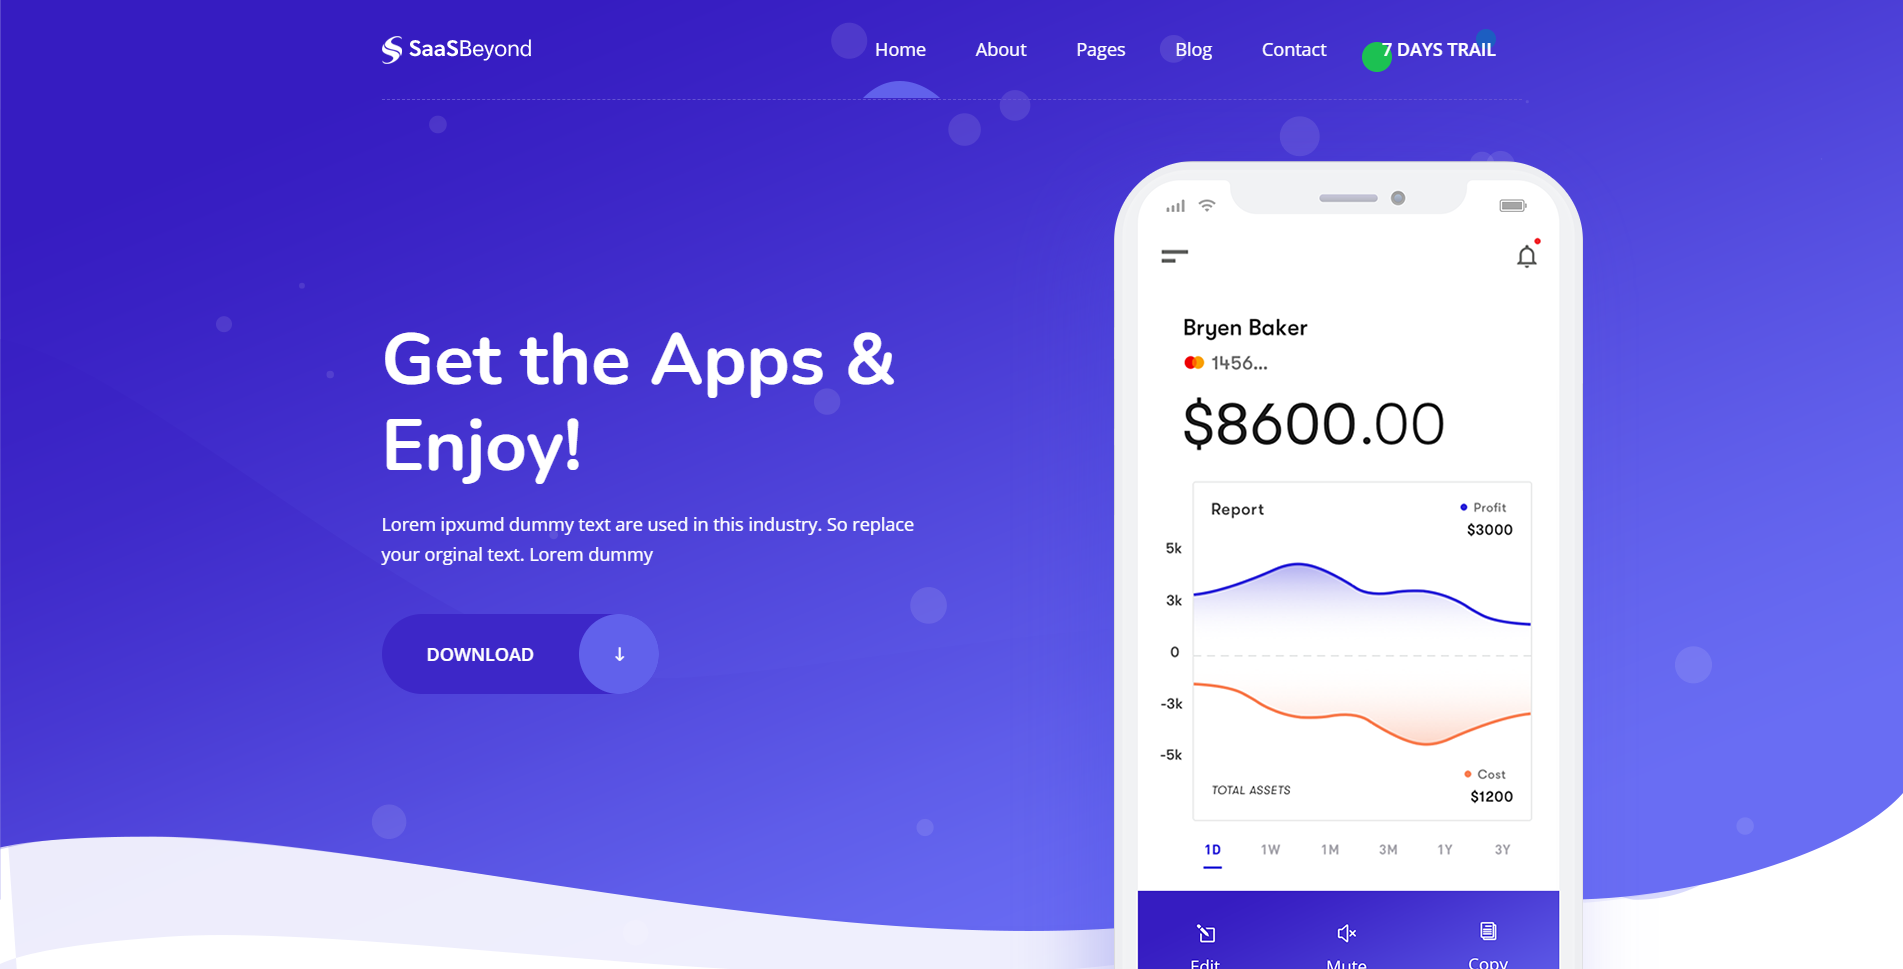 SaaSBeyond
Home About Pages Blog Contact 7 DAYS TRAIL
Get the Apps &
Enjoy!
Lorem ipxumd dummy text are used in this industry. So replace
your orginal text. Lorem dummy
DOWNLOAD
Bryen Baker
1456...
$8600.00
Report
Profit
$3000
5k
3k
0
-3k
-5k
Cost
TOTAL ASSETS
$1200
1D 1W 1M 3M 1Y 3Y
Edit Mute Copy